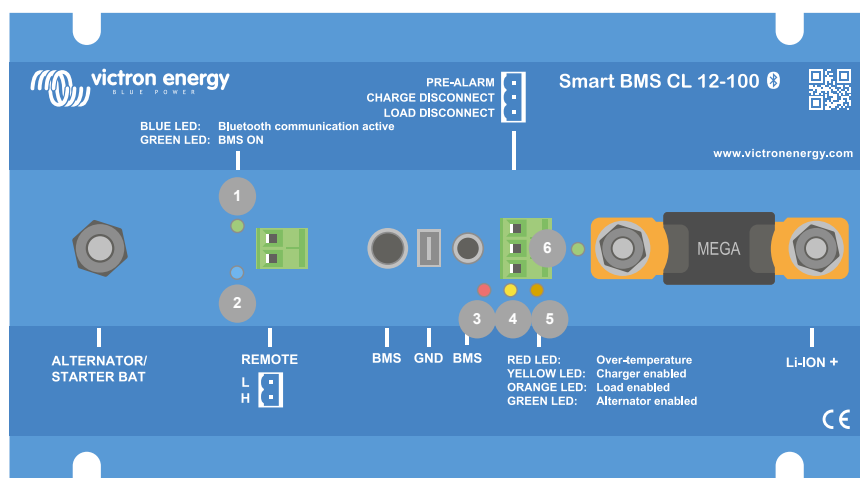 victron energy
BLUE POWER
PRE-ALARM
CHARGE DISCONNECT
LOAD DISCONNECT
Smart BMS CL 12-100
BLUE LED: Bluetooth communication active
GREEN LED: BMS ON
www.victronenergy.com
1
2
3
4
5
6
MEGA
ALTERNATOR/
STARTER BAT
REMOTE
L
H
BMS
GND
BMS
RED LED: Over-temperature
YELLOW LED: Charger enabled
ORANGE LED: Load enabled
GREEN LED: Alternator enabled
Li-ION +
CE